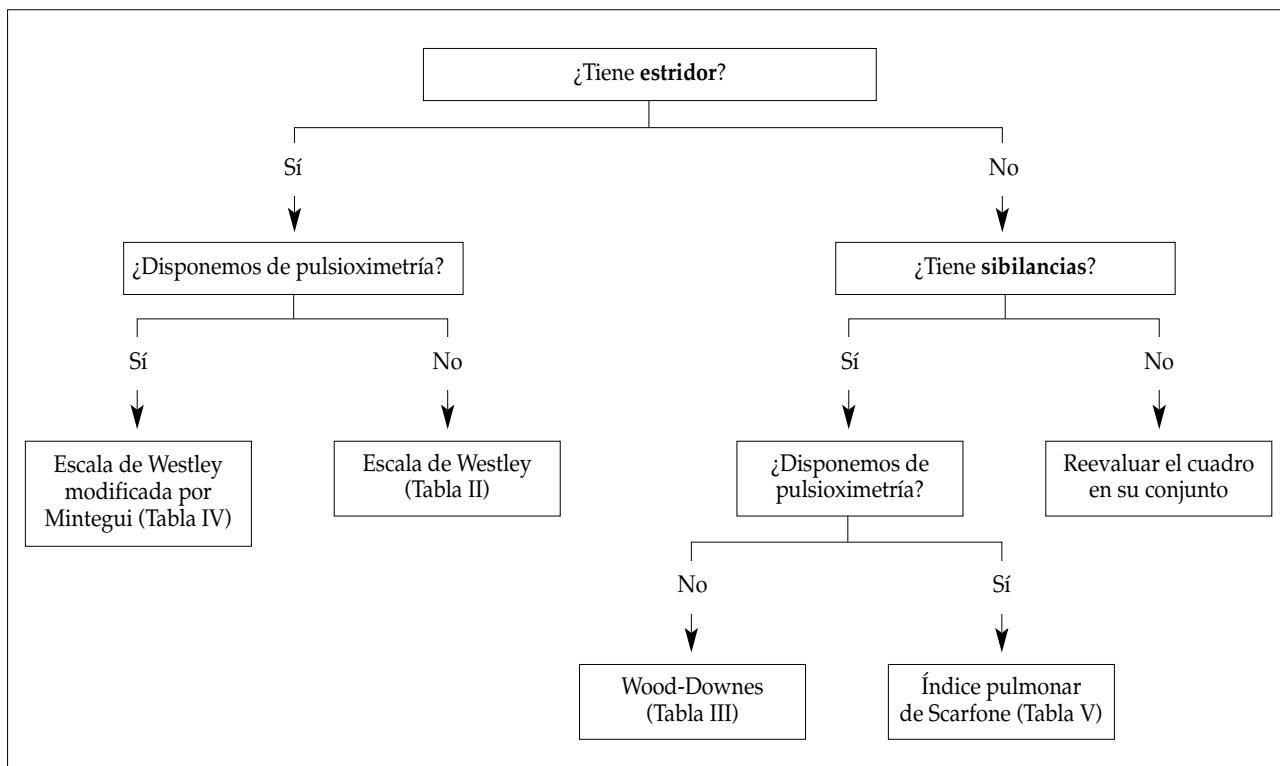 ¿Tiene estridor?
Sí
No
¿Disponemos de pulsioximetría?
¿Tiene sibilancias?
Sí
No
Sí
No
Escala de Westley
modificada por
Mintegui (Tabla IV)
Escala de Westley
(Tabla II)
¿Disponemos de
pulsioximetría?
Reevaluar el cuadro
en su conjunto
No
Sí
Wood-Downes
(Tabla III)
Índice pulmonar
de Scarfone (Tabla V)